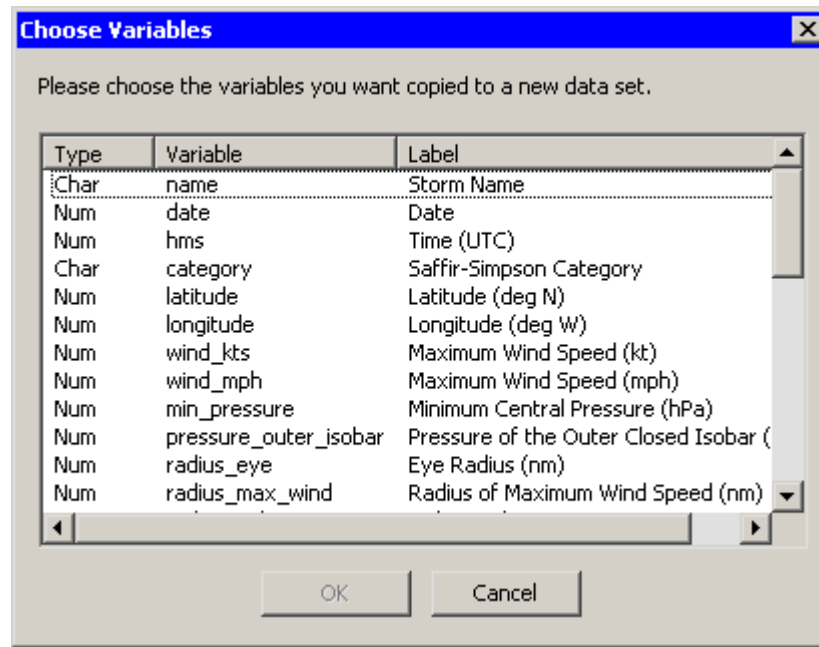 Choose Variables
Please choose the variables you want copied to a new data set.
Type Variable Label
Char name Storm Name
Num date Date
Num hms Time (UTC)
Char category Saffir-Simpson Category
Num latitude Latitude (deg N)
Num longitude Longitude (deg W)
Num wind_kts Maximum Wind Speed (kt)
Num wind_mph Maximum Wind Speed (mph)
Num min_pressure Minimum Central Pressure (hPa)
Num pressure_outer_isobar Pressure of the Outer Closed Isobar (
Num radius_eye Eye Radius (nm)
Num radius_max_wind Radius of Maximum Wind Speed (nm)
OK Cancel